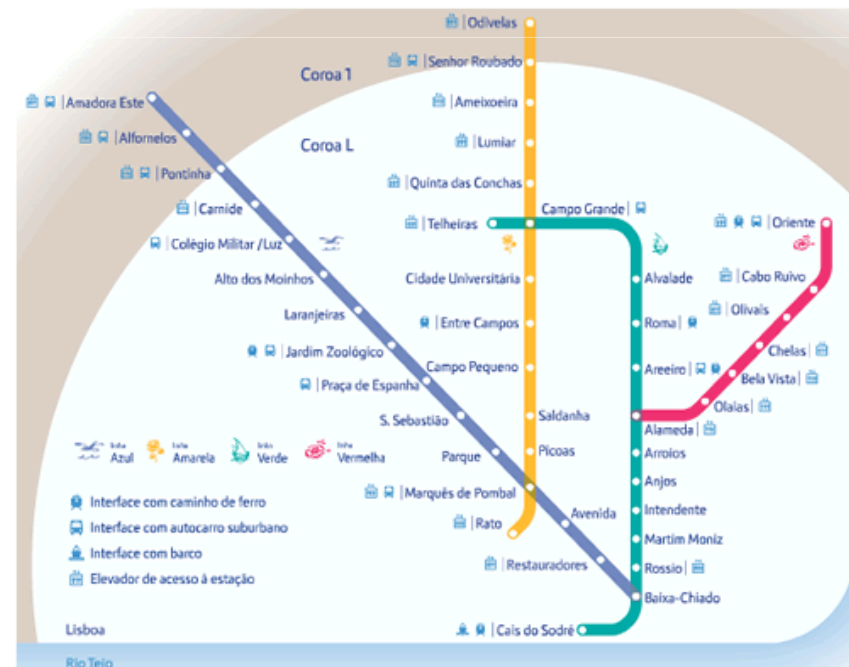 Odivelas
Coroa 1
Senhor Roubado
Amadora Este
Ameixoeira
Alfornelos
Coroa L
Lumiar
Pontinha
Quinta das Conchas
Carnide
Telheiras
Campo Grande
Oriente
Colégio Militar /Luz
Alto dos Moinhos
Cidade Universitária
Alvalade
Cabo Ruivo
Laranjeiras
Entre Campos
Roma
Olivais
Jardim Zoológico
Chelas
Praça de Espanha
Campo Pequeno
Areeiro
Bela Vista
S. Sebastião
Saldanha
Olaias
Alameda
linha Azul
linha Amarela
linha Verde
linha Vermelha
Parque
Picoas
Arroios
Marquês de Pombal
Anjos
Interface com caminho de ferro
Rato
Avenida
Intendente
Interface com autocarro suburbano
Martim Moniz
Interface com barco
Restauradores
Rossio
Elevador de acesso à estação
Baixa-Chiado
Lisboa
Cais do Sodré
Rio Tejo